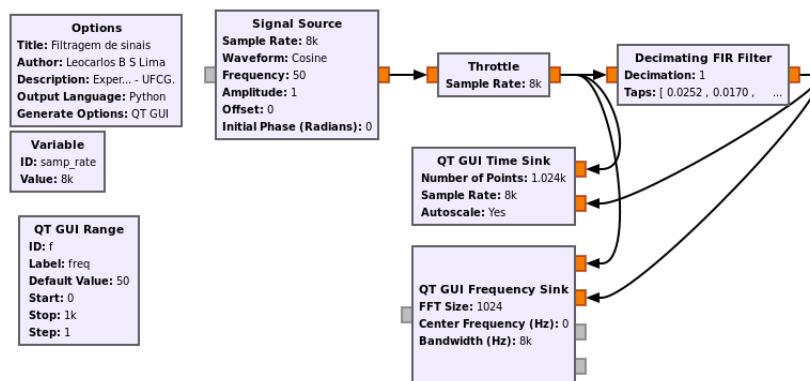 Options
Title: Filtragem de sinais
Author: Leocarlos B S Lima
Description: Exper... - UFCG.
Output Language: Python
Generate Options: QT GUI
Variable
ID: samp_rate
Value: 8k
QT GUI Range
ID: f
Label: freq
Default Value: 50
Start: 0
Stop: 1k
Step: 1
Signal Source
Sample Rate: 8k
Waveform: Cosine
Frequency: 50
Amplitude: 1
Offset: 0
Initial Phase (Radians): 0
Throttle
Sample Rate: 8k
Decimating FIR Filter
Decimation: 1
Taps: [ 0.0252 , 0.0170 , ...
QT GUI Time Sink
Number of Points: 1.024k
Sample Rate: 8k
Autoscale: Yes
QT GUI Frequency Sink
FFT Size: 1024
Center Frequency (Hz): 0
Bandwidth (Hz): 8k